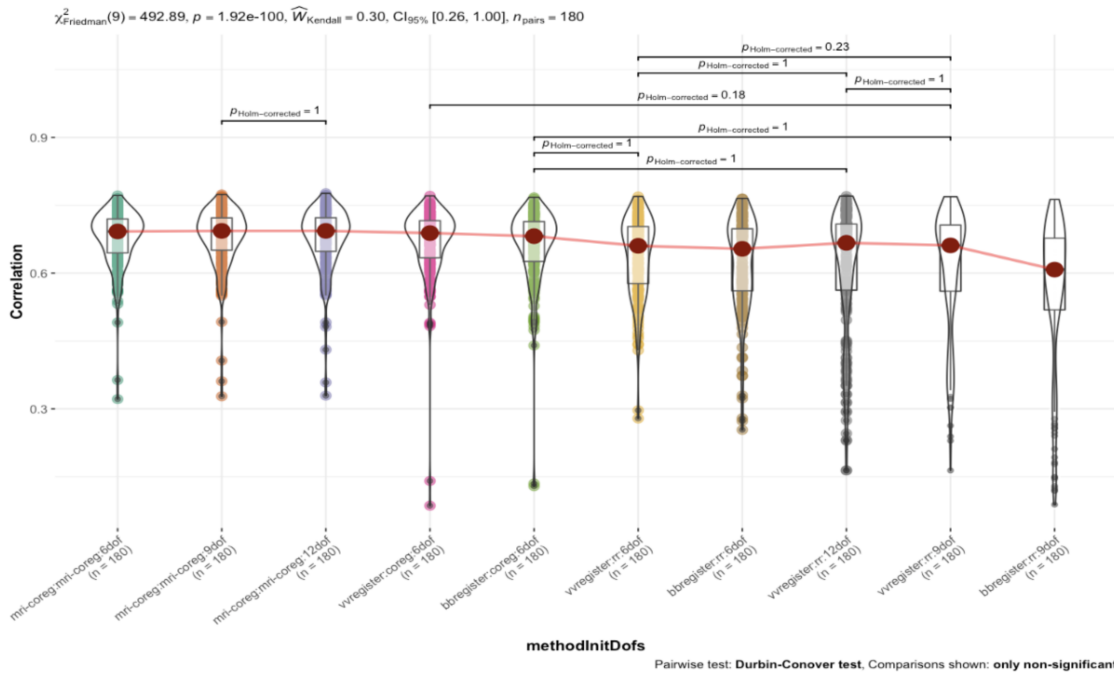 χ²Friedman(9) = 492.89, p = 1.92e-100, ŴKendall = 0.30, CI95% [0.26, 1.00], npairs = 180
pHolm−corrected = 0.23
pHolm−corrected = 1
pHolm−corrected = 1
pHolm−corrected = 0.18
pHolm−corrected = 1
pHolm−corrected = 1
pHolm−corrected = 1
pHolm−corrected = 1
0.9
0.6
0.3
Correlation
mri-coreg:mri-coreg:6dof
(n = 180)
mri-coreg:mri-coreg:9dof
(n = 180)
mri-coreg:mri-coreg:12dof
(n = 180)
vvregister:coreg:6dof
(n = 180)
bbregister:coreg:6dof
(n = 180)
vvregister:rr:6dof
(n = 180)
bbregister:rr:6dof
(n = 180)
vvregister:rr:12dof
(n = 180)
vvregister:rr:9dof
(n = 180)
bbregister:rr:9dof
(n = 180)
methodInitDofs
Pairwise test: Durbin-Conover test, Comparisons shown: only non-significant